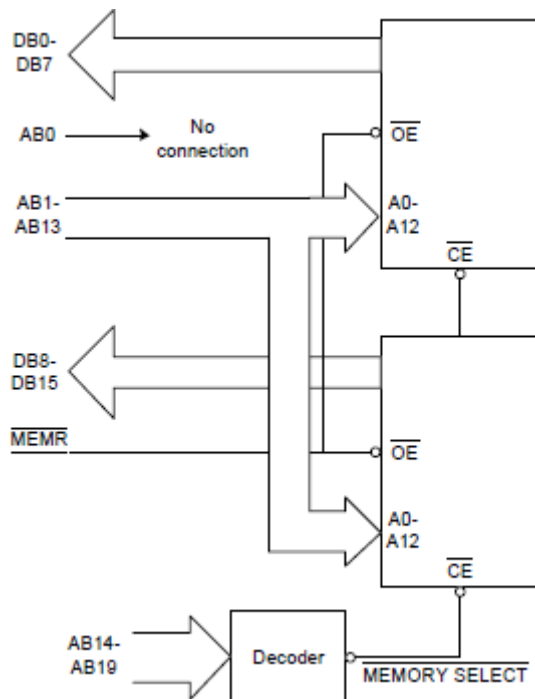 DB0-
DB7
AB0
No
connection
OE
AB1-
AB13
A0-
A12
CE
DB8-
DB15
MEMR
OE
A0-
A12
CE
AB14-
AB19
Decoder
MEMORY SELECT